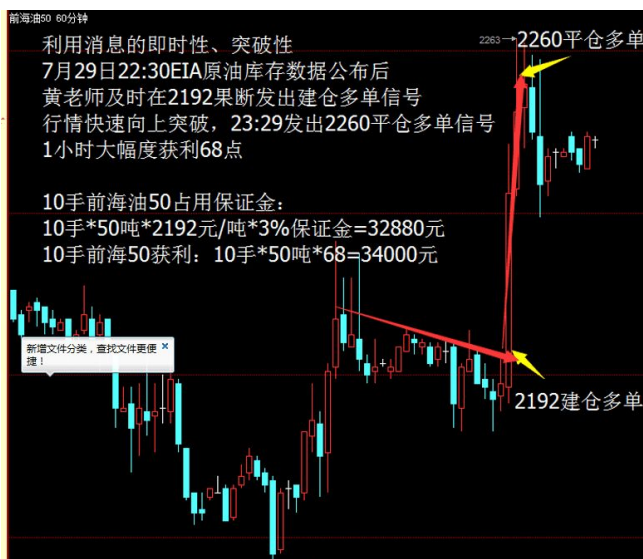 前海油50 60分钟
利用消息的即时性、突破性
7月29日22:30EIA原油库存数据公布后
黄老师及时在2192果断发出建仓多单信号
行情快速向上突破，23:29发出2260平仓多单信号
1小时大幅度获利68点
2263
2260平仓多单
10手前海油50占用保证金：
10手*50吨*2192元/吨*3%保证金=32880元
10手前海50获利：10手*50吨*68=34000元
新增文件分类，查找文件更便
捷！
2192建仓多单